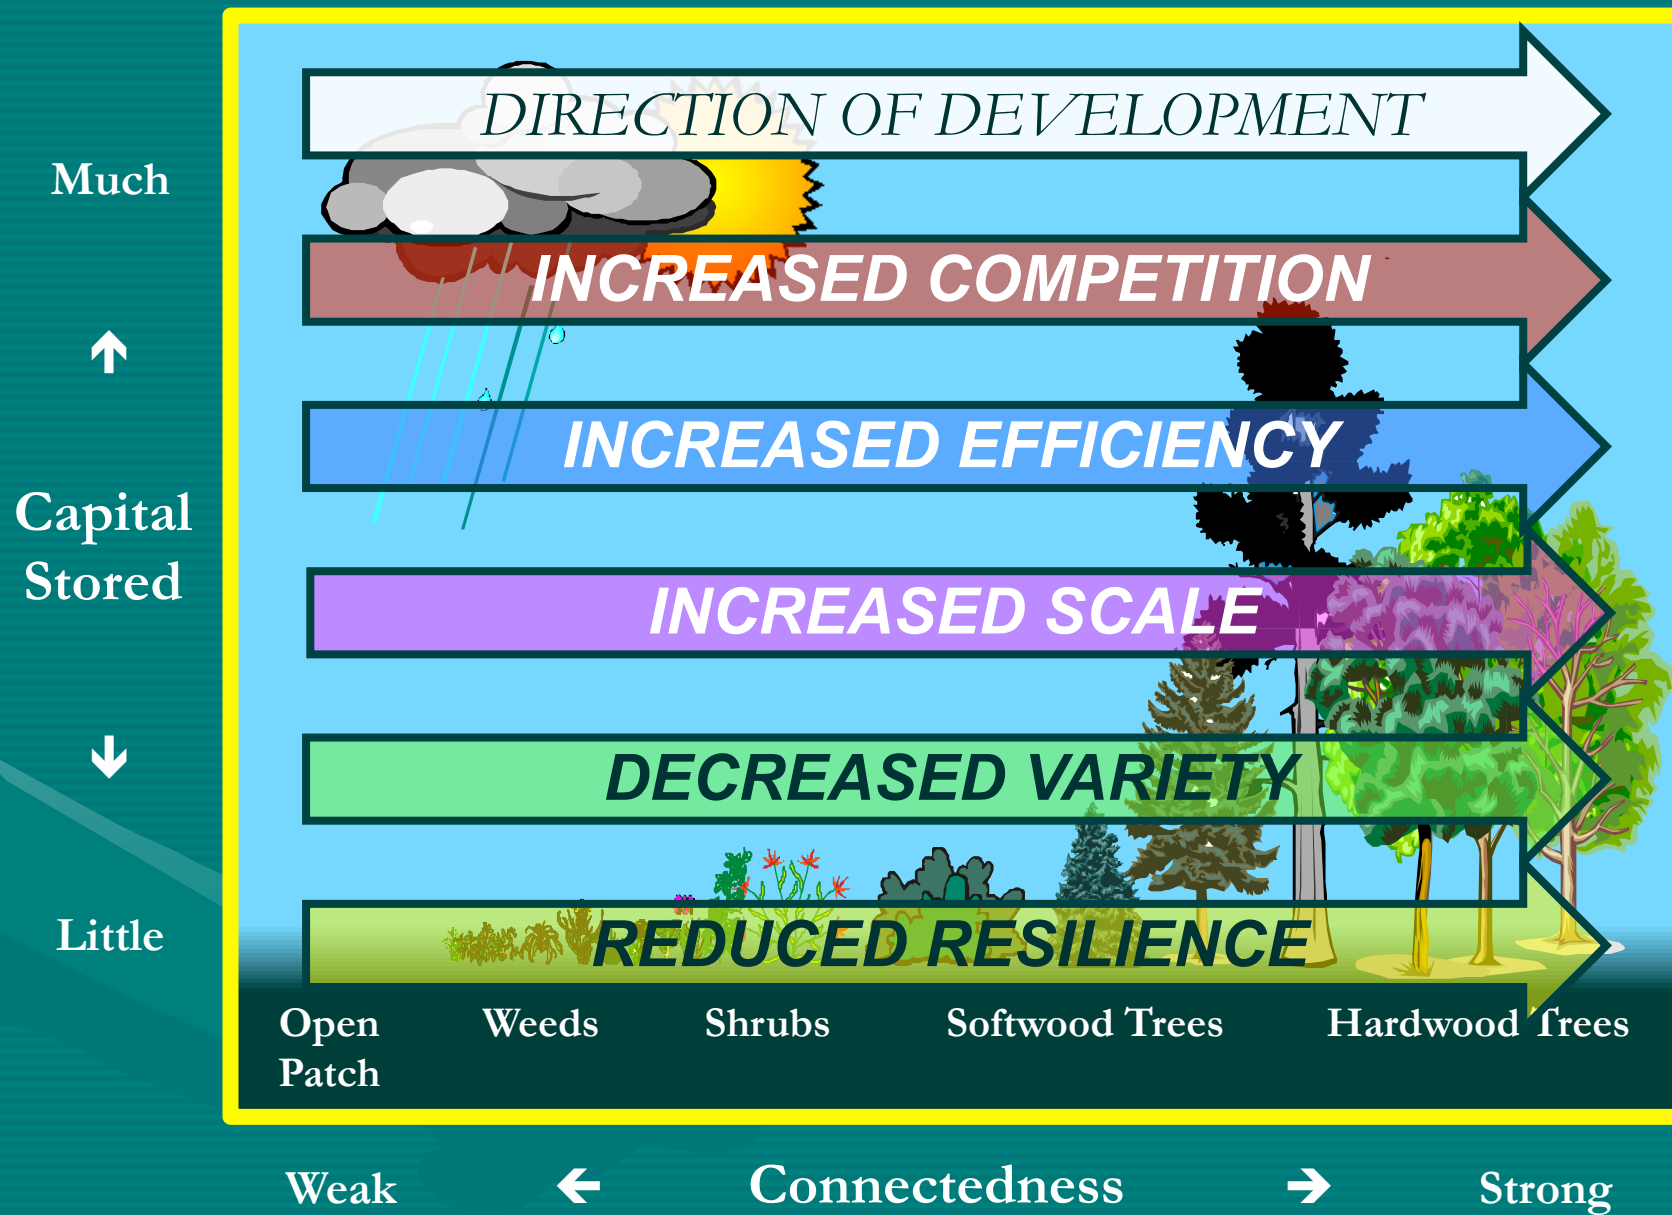 DIRECTION OF DEVELOPMENT
Much
INCREASED COMPETITION
INCREASED EFFICIENCY
Capital
Stored
INCREASED SCALE
DECREASED VARIETY
Little
REDUCED RESILIENCE
Open
Patch
Weeds
Shrubs
Softwood Trees
Hardwood Trees
Weak
Connectedness
Strong